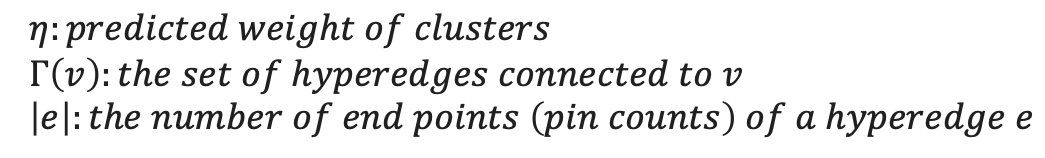 η: predicted weight of clusters
Γ(v): the set of hyperedges connected to v
|e|: the number of end points (pin counts) of a hyperedge e